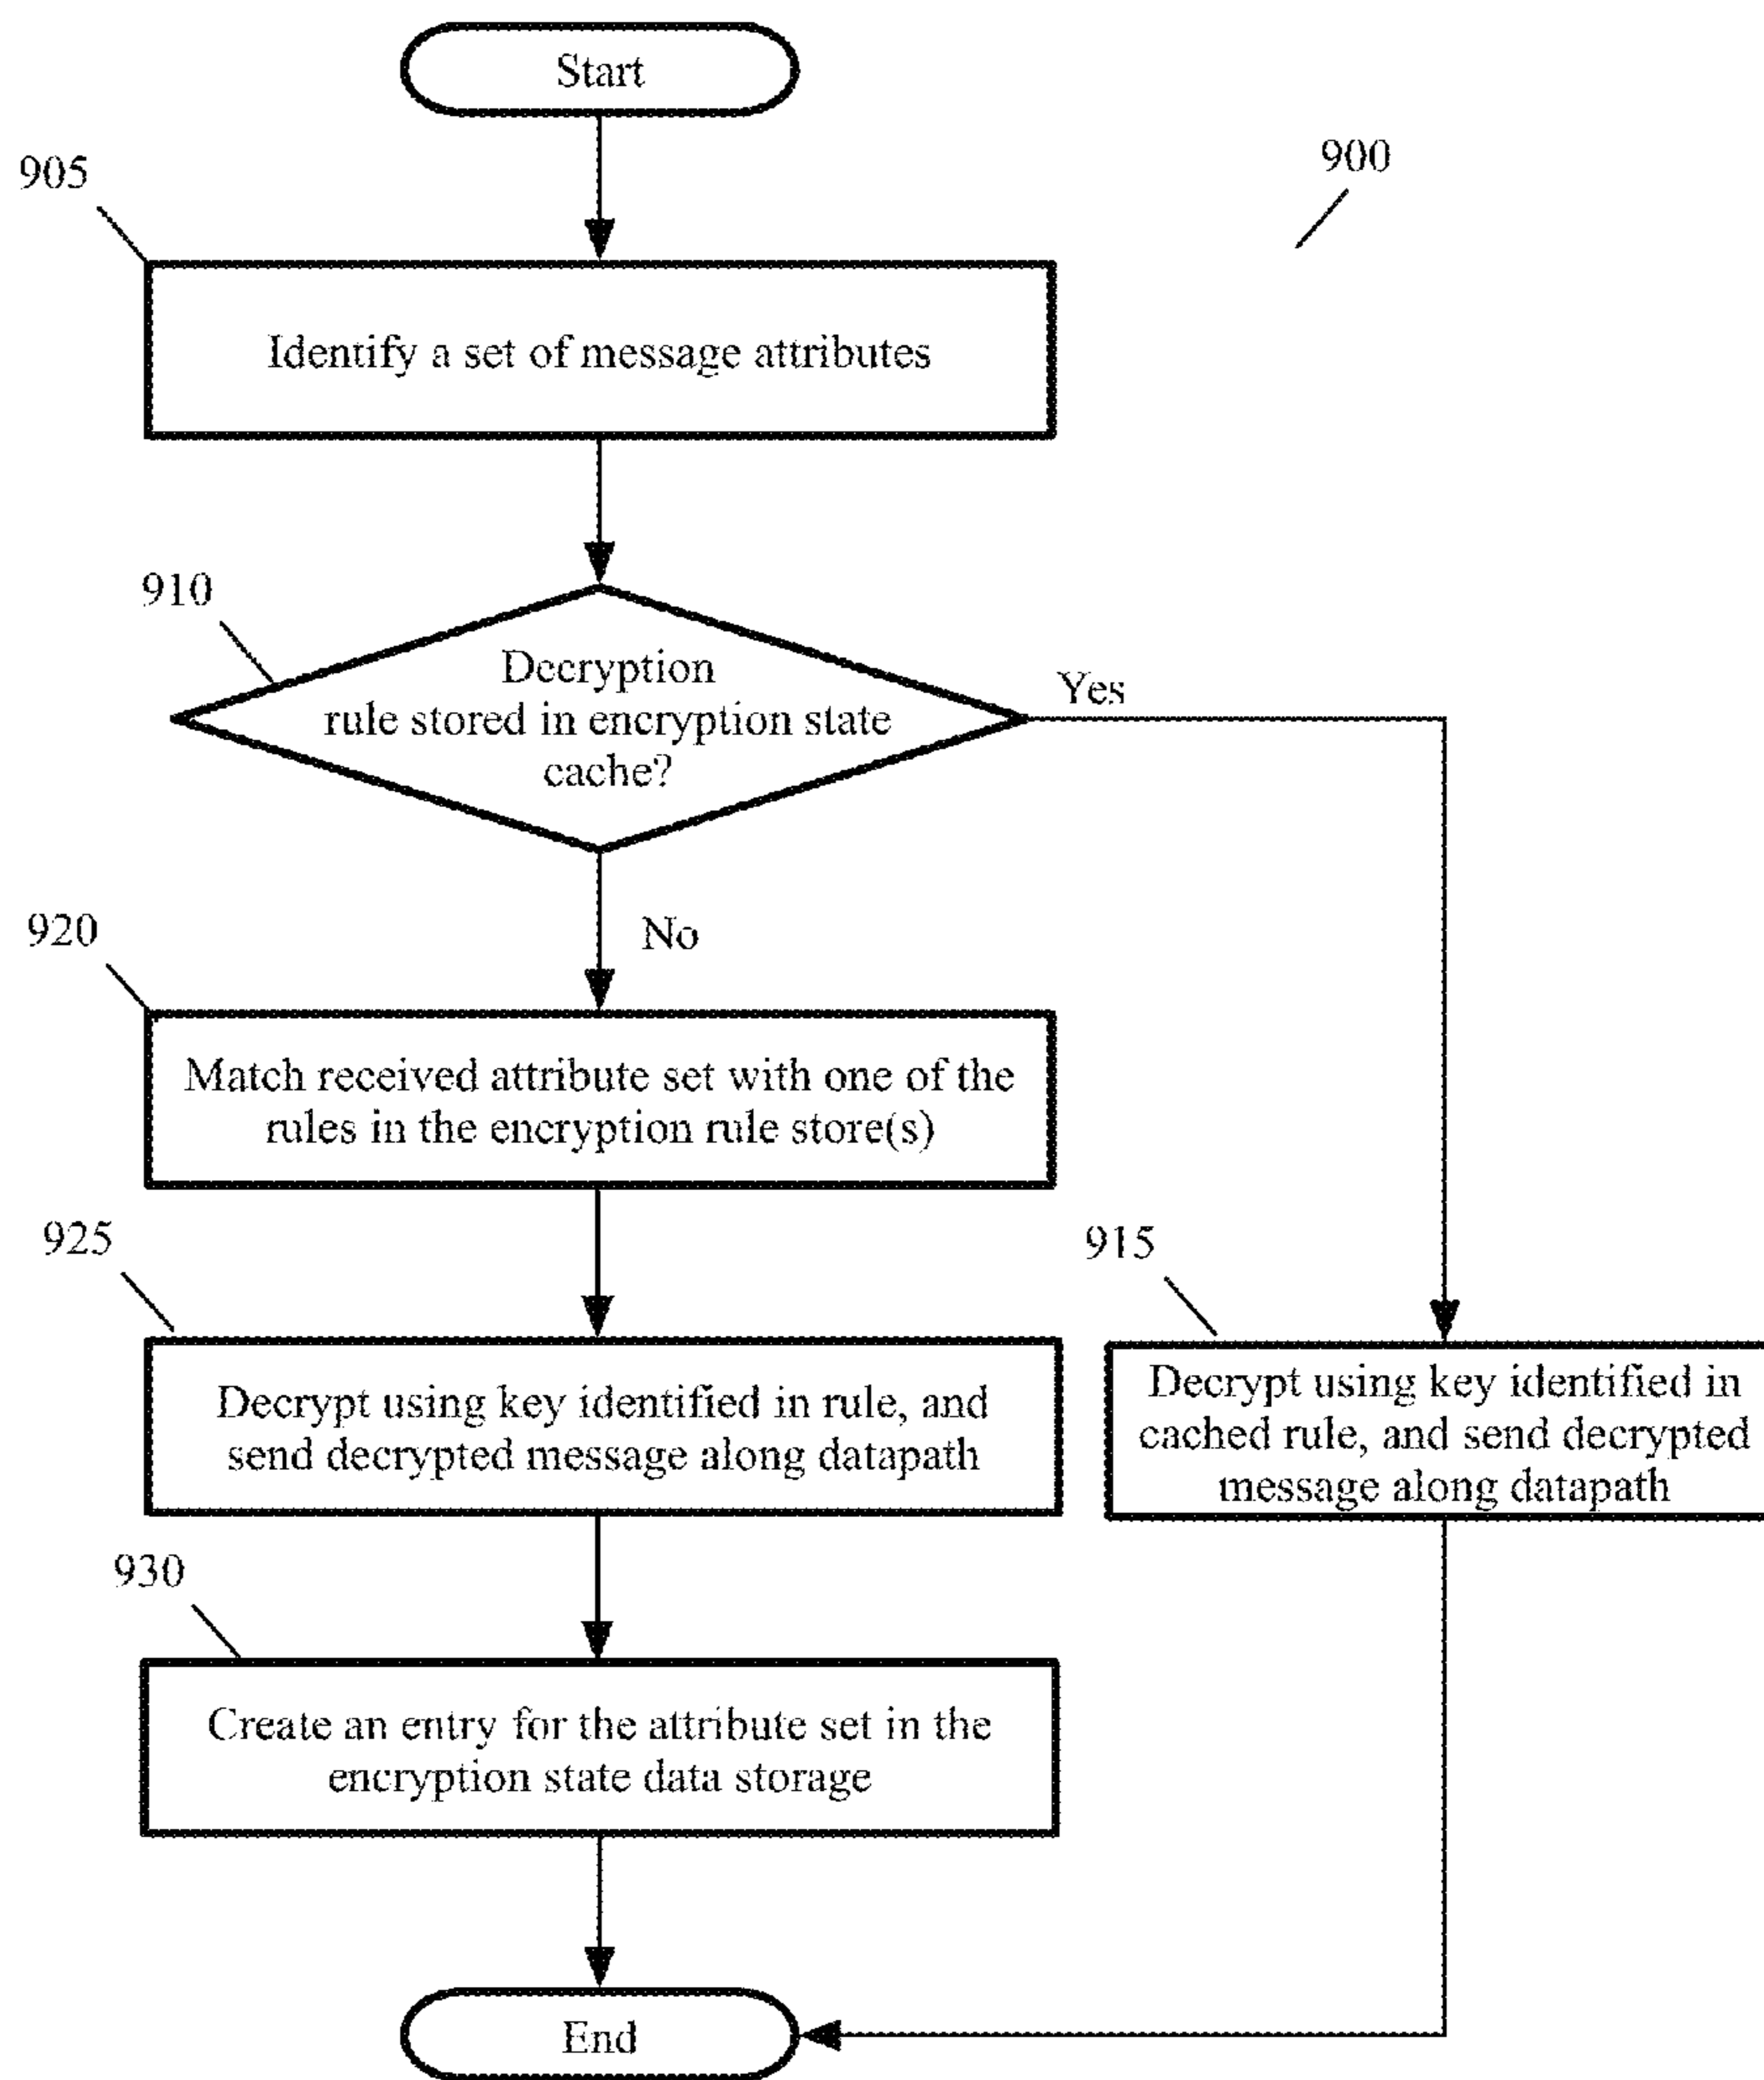 Start
900
905
Identify a set of message attributes
910
Decryption
rule stored in encryption state
cache?
Yes
No
920
Match received attribute set with one of the
rules in the encryption rule store(s)
925
Decrypt using key identified in rule, and
send decrypted message along datapath
915
Decrypt using key identified in
cached rule, and send decrypted
message along datapath
930
Create an entry for the attribute set in the
encryption state data storage
End